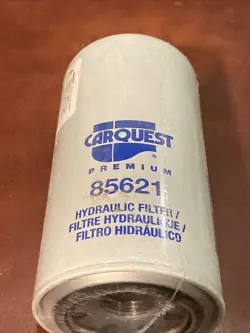 CARQUEST
PREMIUM
85621
HYDRAULIC FILTER/
FILTRE HYDRAULIQUE/
FILTRO HIDRÁULICO